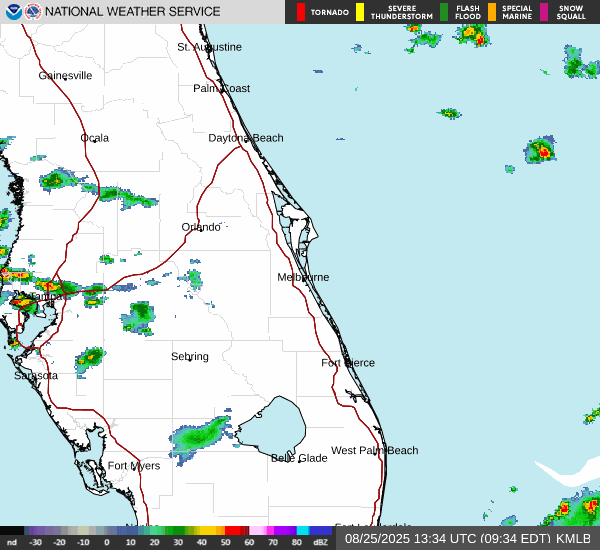 NATIONAL WEATHER SERVICE
TORNADO
SEVERE THUNDERSTORM
FLASH FLOOD
SPECIAL MARINE
SNOW SQUALL
St. Augustine
Gainesville
Palm Coast
Ocala
Daytona Beach
Orlando
Melbourne
Tampa
Sebring
Fort Pierce
Sarasota
West Palm Beach
Belle Glade
Fort Myers
nd -30 -20 -10 0 10 20 30 40 50 60 70 80 dBZ
08/25/2025 13:34 UTC (09:34 EDT) KMLB